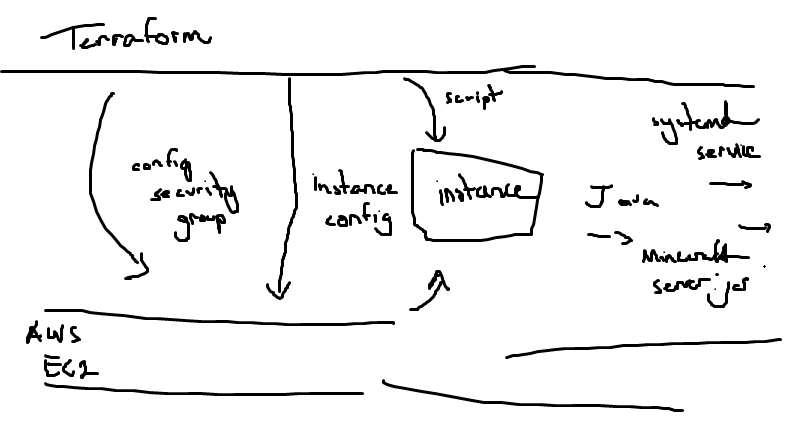 Terraform
script
systemd
service
config
security
group
Instance
config
instance
Java
Minecraft
server.jar
AWS
EC2